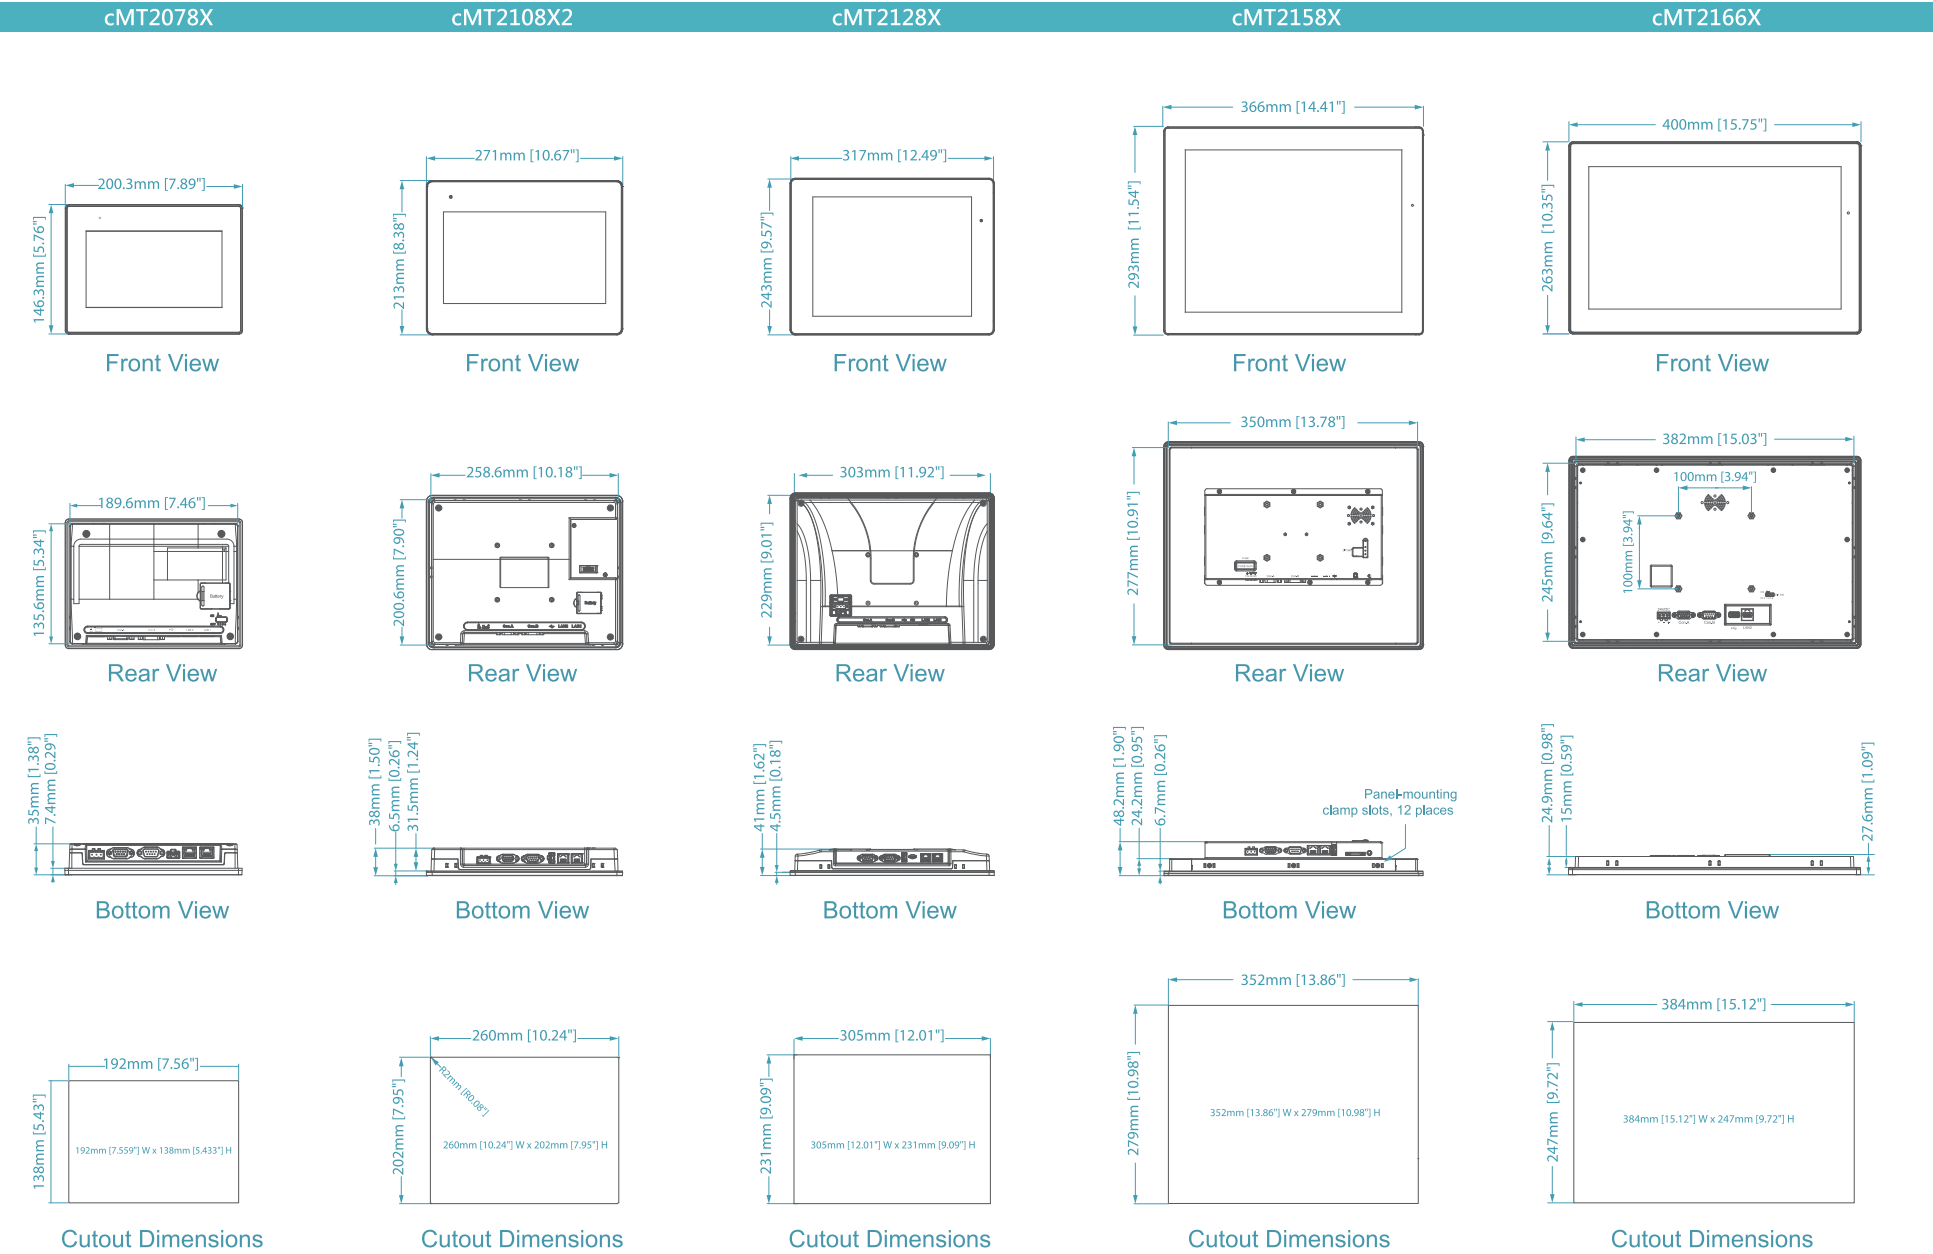 cMT2078X
cMT2108X2
cMT2128X
cMT2158X
cMT2166X
200.3mm [7.89"]
146.3mm [5.76"]
Front View
271mm [10.67"]
213mm [8.38"]
Front View
317mm [12.49"]
243mm [9.57"]
Front View
366mm [14.41"]
293mm [11.54"]
Front View
400mm [15.75"]
263mm [10.35"]
Front View
189.6mm [7.46"]
135.6mm [5.34"]
Battery
Rear View
258.6mm [10.18"]
200.6mm [7.90"]
Battery
Rear View
303mm [11.92"]
229mm [9.01"]
Rear View
350mm [13.78"]
277mm [10.91"]
Rear View
382mm [15.03"]
245mm [9.64"]
100mm [3.94"]
100mm [3.94"]
Rear View
35mm [1.38"]
7.4mm [0.29"]
Bottom View
38mm [1.50"]
6.5mm [0.26"]
31.5mm [1.24"]
Bottom View
41mm [1.62"]
4.5mm [0.18"]
Bottom View
48.2mm [1.90"]
24.2mm [0.95"]
6.7mm [0.26"]
Panel-mounting
clamp slots, 12 places
Bottom View
24.9mm [0.98"]
15mm [0.59"]
27.6mm [1.09"]
Bottom View
192mm [7.56"]
138mm [5.43"]
192mm [7.559"] W x 138mm [5.433"] H
Cutout Dimensions
260mm [10.24"]
202mm [7.95"]
R2mm [R0.08"]
260mm [10.24"] W x 202mm [7.95"] H
Cutout Dimensions
305mm [12.01"]
231mm [9.09"]
305mm [12.01"] W x 231mm [9.09"] H
Cutout Dimensions
352mm [13.86"]
279mm [10.98"]
352mm [13.86"] W x 279mm [10.98"] H
Cutout Dimensions
384mm [15.12"]
247mm [9.72"]
384mm [15.12"] W x 247mm [9.72"] H
Cutout Dimensions